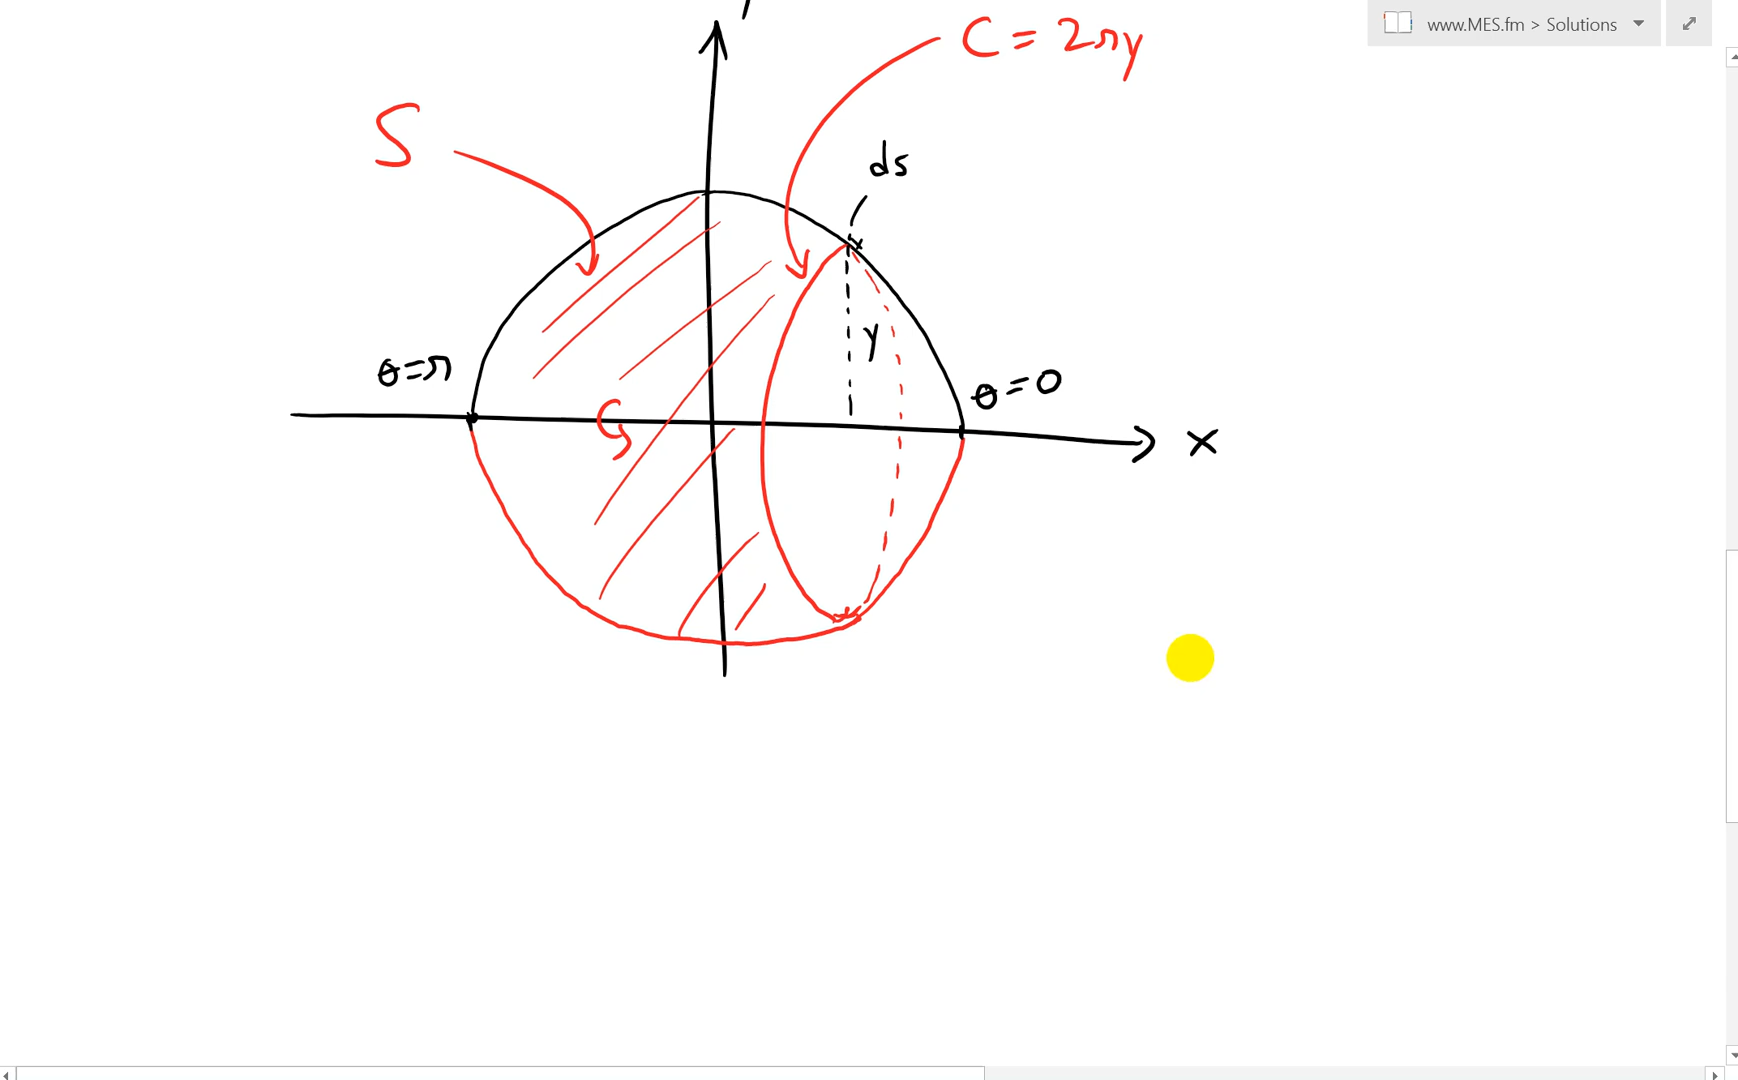 www.MES.fm > Solutions
C = 2πy
S
ds
y
θ=π
θ=0
x